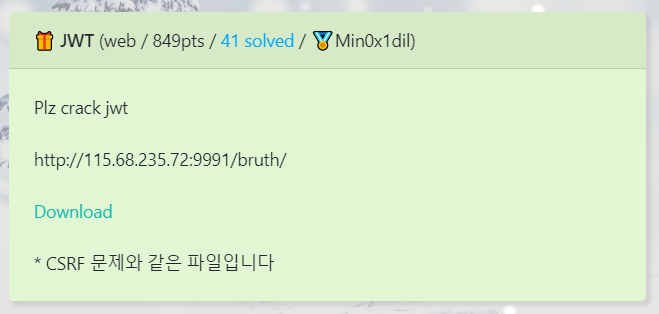 🎁 JWT (web / 849pts / 41 solved / 🏅Min0x1dil)
Plz crack jwt
http://115.68.235.72:9991/bruth/
Download
* CSRF 문제와 같은 파일입니다